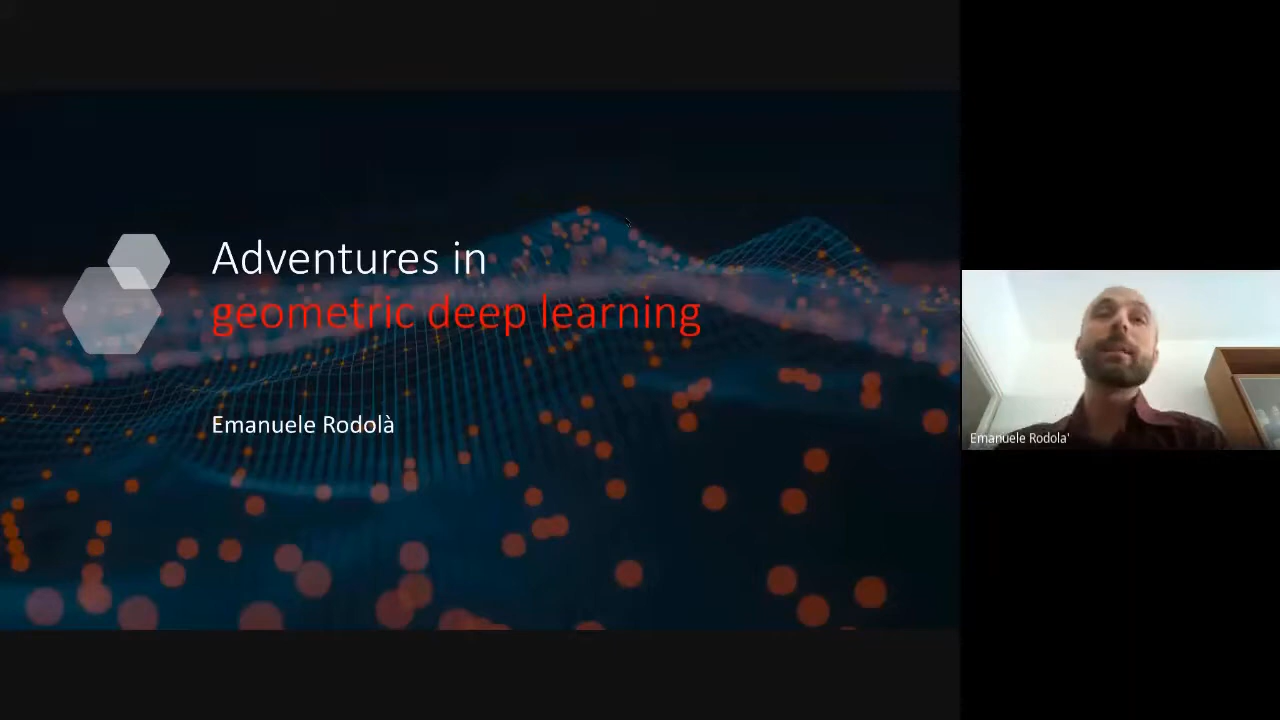 Adventures in
geometric deep learning
Emanuele Rodolà
Emanuele Rodola'